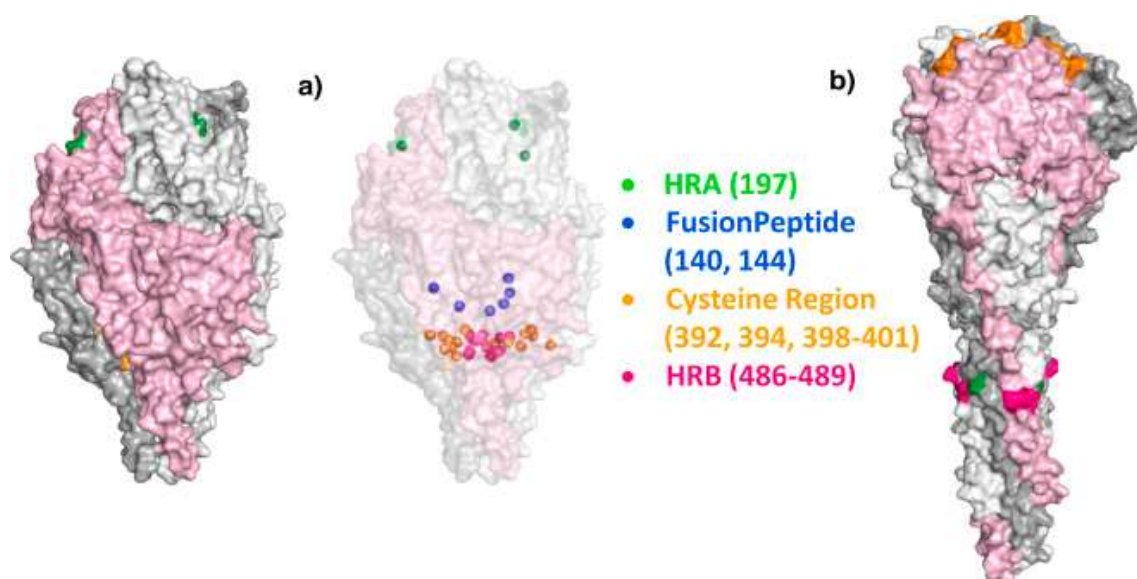 a)
b)
HRA (197)
FusionPeptide
(140, 144)
Cysteine Region
(392, 394, 398-401)
HRB (486-489)